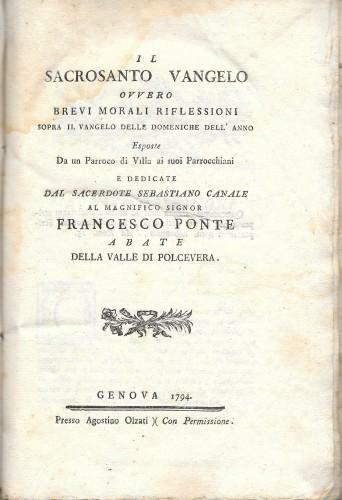 IL
SACROSANTO VANGELO
OVVERO
BREVI MORALI RIFLESSIONI
SOPRA IL VANGELO DELLE DOMENICHE DELL' ANNO
Esposte
Da un Parroco di Villa ai suoi Parrocchiani
E DEDICATE
DAL SACERDOTE SEBASTIANO CANALE
AL MAGNIFICO SIGNOR
FRANCESCO PONTE
ABATE
DELLA VALLE DI POLCEVERA.
GENOVA 1794.
Presso Agostino Olzati )( Con Permissione.